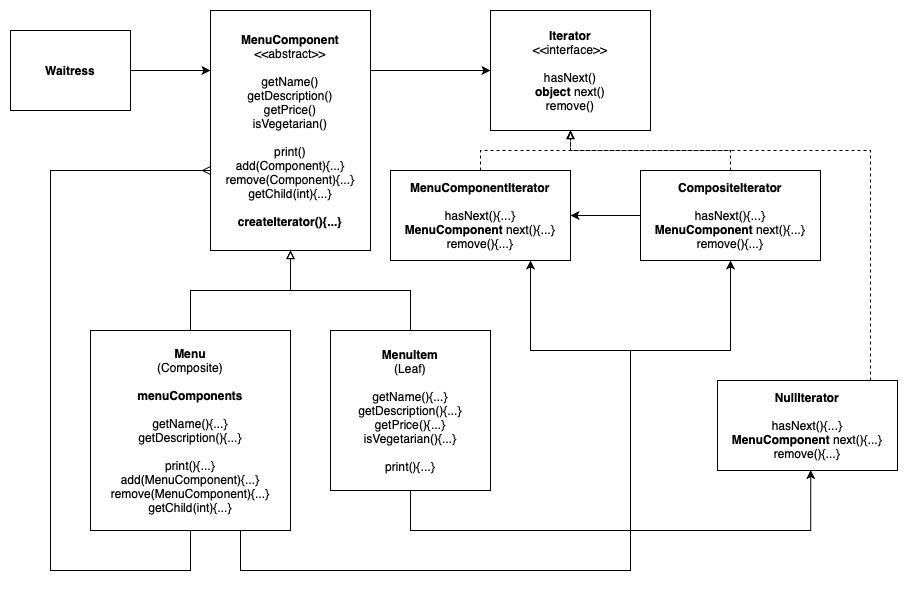 Waitress
MenuComponent
<<abstract>>
getName()
getDescription()
getPrice()
isVegetarian()
print()
add(Component){...}
remove(Component){...}
getChild(int){...}
createIterator(){...}
Iterator
<<interface>>
hasNext()
object next()
remove()
MenuComponentIterator
hasNext(){...}
MenuComponent next(){...}
remove(){...}
CompositeIterator
hasNext(){...}
MenuComponent next(){...}
remove(){...}
Menu
(Composite)
menuComponents
getName(){...}
getDescription(){...}
print(){...}
add(MenuComponent){...}
remove(MenuComponent){...}
getChild(int){...}
MenuItem
(Leaf)
getName(){...}
getDescription(){...}
getPrice(){...}
isVegetarian(){...}
print(){...}
NullIterator
hasNext(){...}
MenuComponent next(){...}
remove(){...}